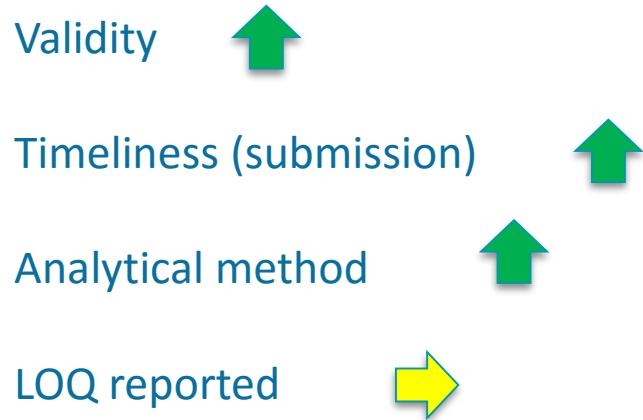 Validity
Timeliness (submission)
Analytical method
LOQ reported